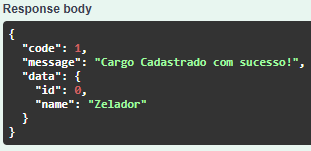 Response body
{
"code": 1,
"message": "Cargo Cadastrado com sucesso!",
"data": {
"id": 0,
"name": "Zelador"
}
}